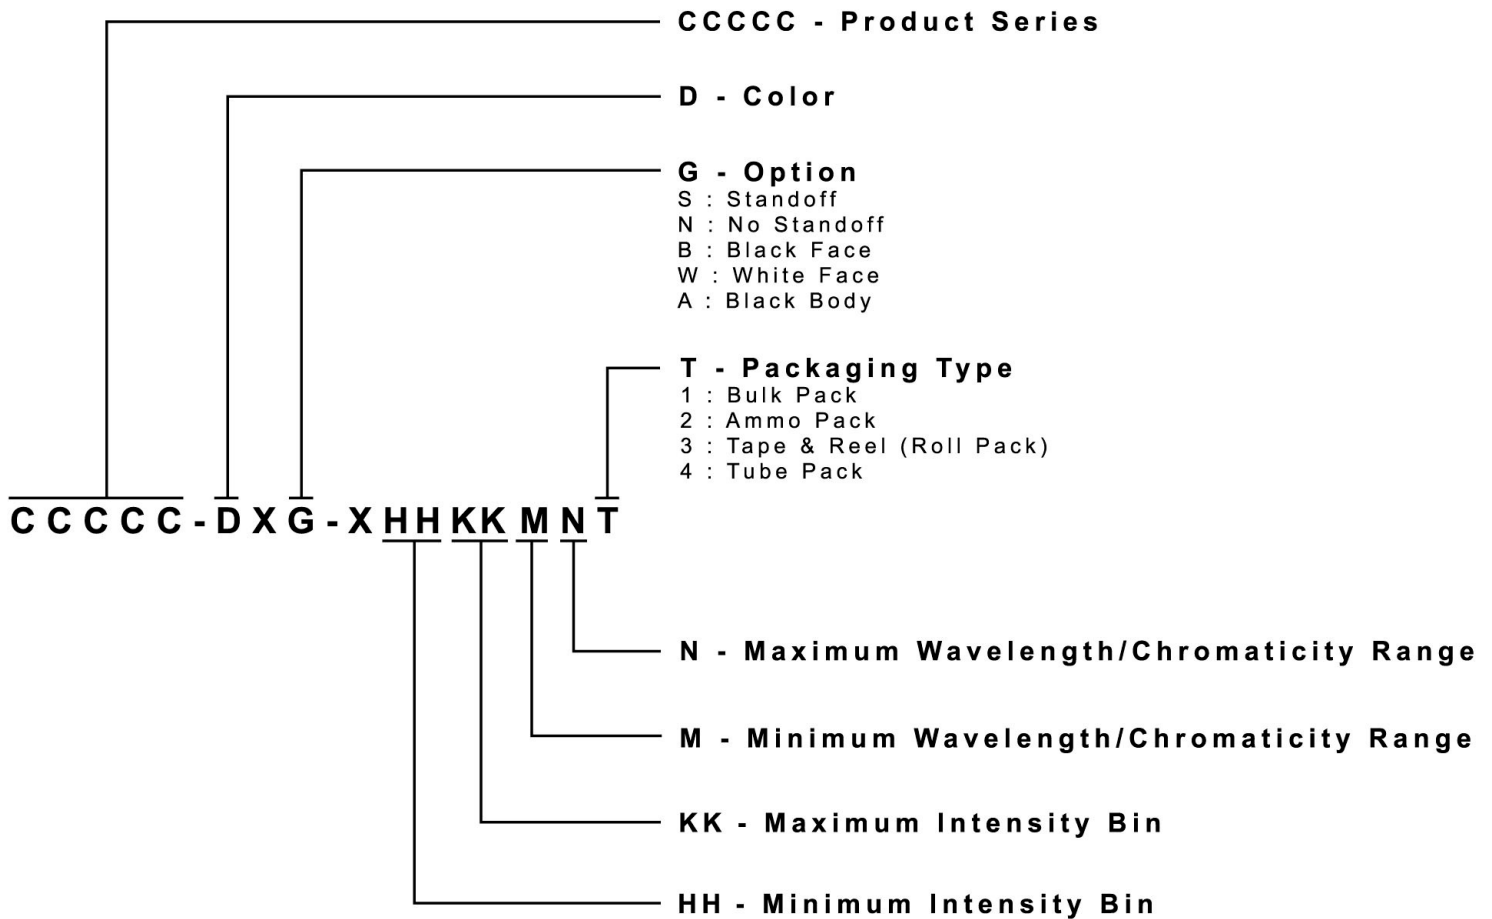 CCCCC - Product Series
D - Color
G - Option
S : Standoff
N : No Standoff
B : Black Face
W : White Face
A : Black Body
T - Packaging Type
1 : Bulk Pack
2 : Ammo Pack
3 : Tape & Reel (Roll Pack)
4 : Tube Pack
CCCCC-DXG-XHHKKMNT
N - Maximum Wavelength/Chromaticity Range
M - Minimum Wavelength/Chromaticity Range
KK - Maximum Intensity Bin
HH - Minimum Intensity Bin